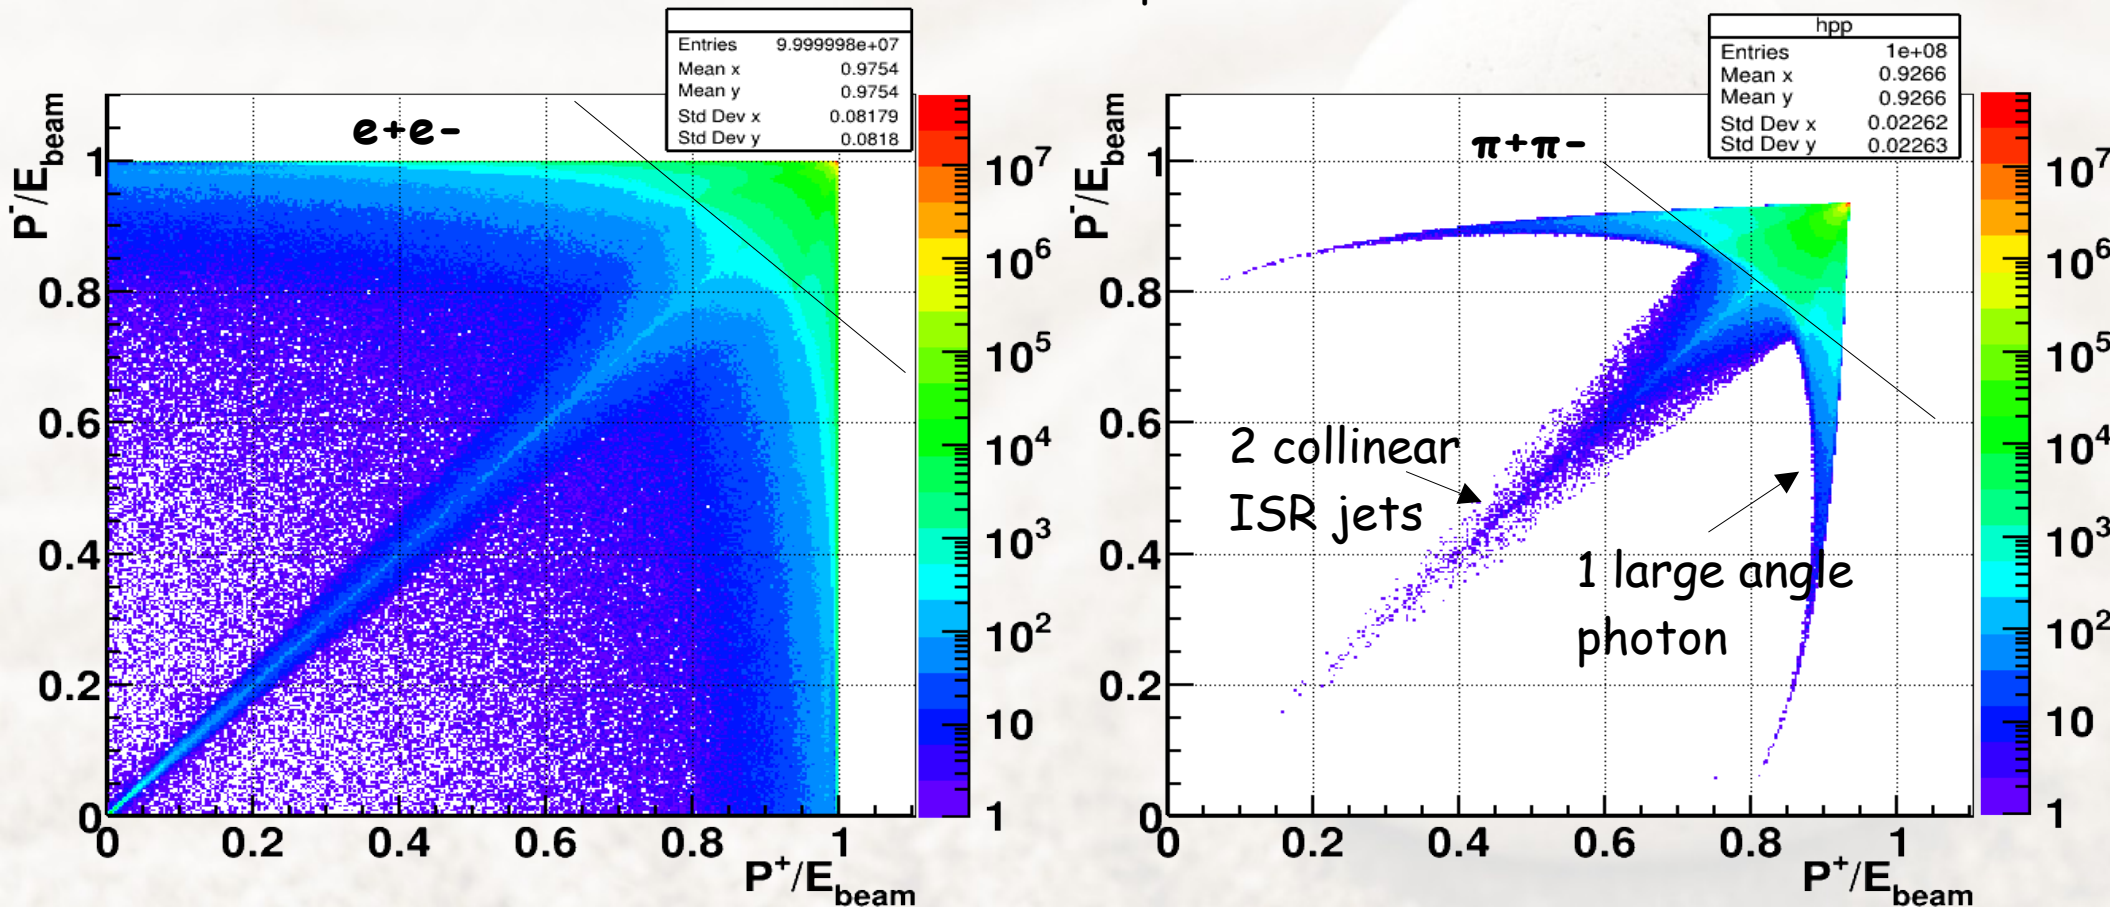 Entries 9.999998e+07
Mean x 0.9754
Mean y 0.9754
Std Dev x 0.08179
Std Dev y 0.0818
e+e-
P⁻/E_beam
1
0.8
0.6
0.4
0.2
0
0 0.2 0.4 0.6 0.8 1
P⁺/E_beam
10⁷
10⁶
10⁵
10⁴
10³
10²
10
1
hpp
Entries 1e+08
Mean x 0.9266
Mean y 0.9266
Std Dev x 0.02262
Std Dev y 0.02263
π+π-
P⁻/E_beam
1
0.8
0.6
0.4
0.2
0
2 collinear
ISR jets
1 large angle
photon
0 0.2 0.4 0.6 0.8 1
P⁺/E_beam
10⁷
10⁶
10⁵
10⁴
10³
10²
10
1